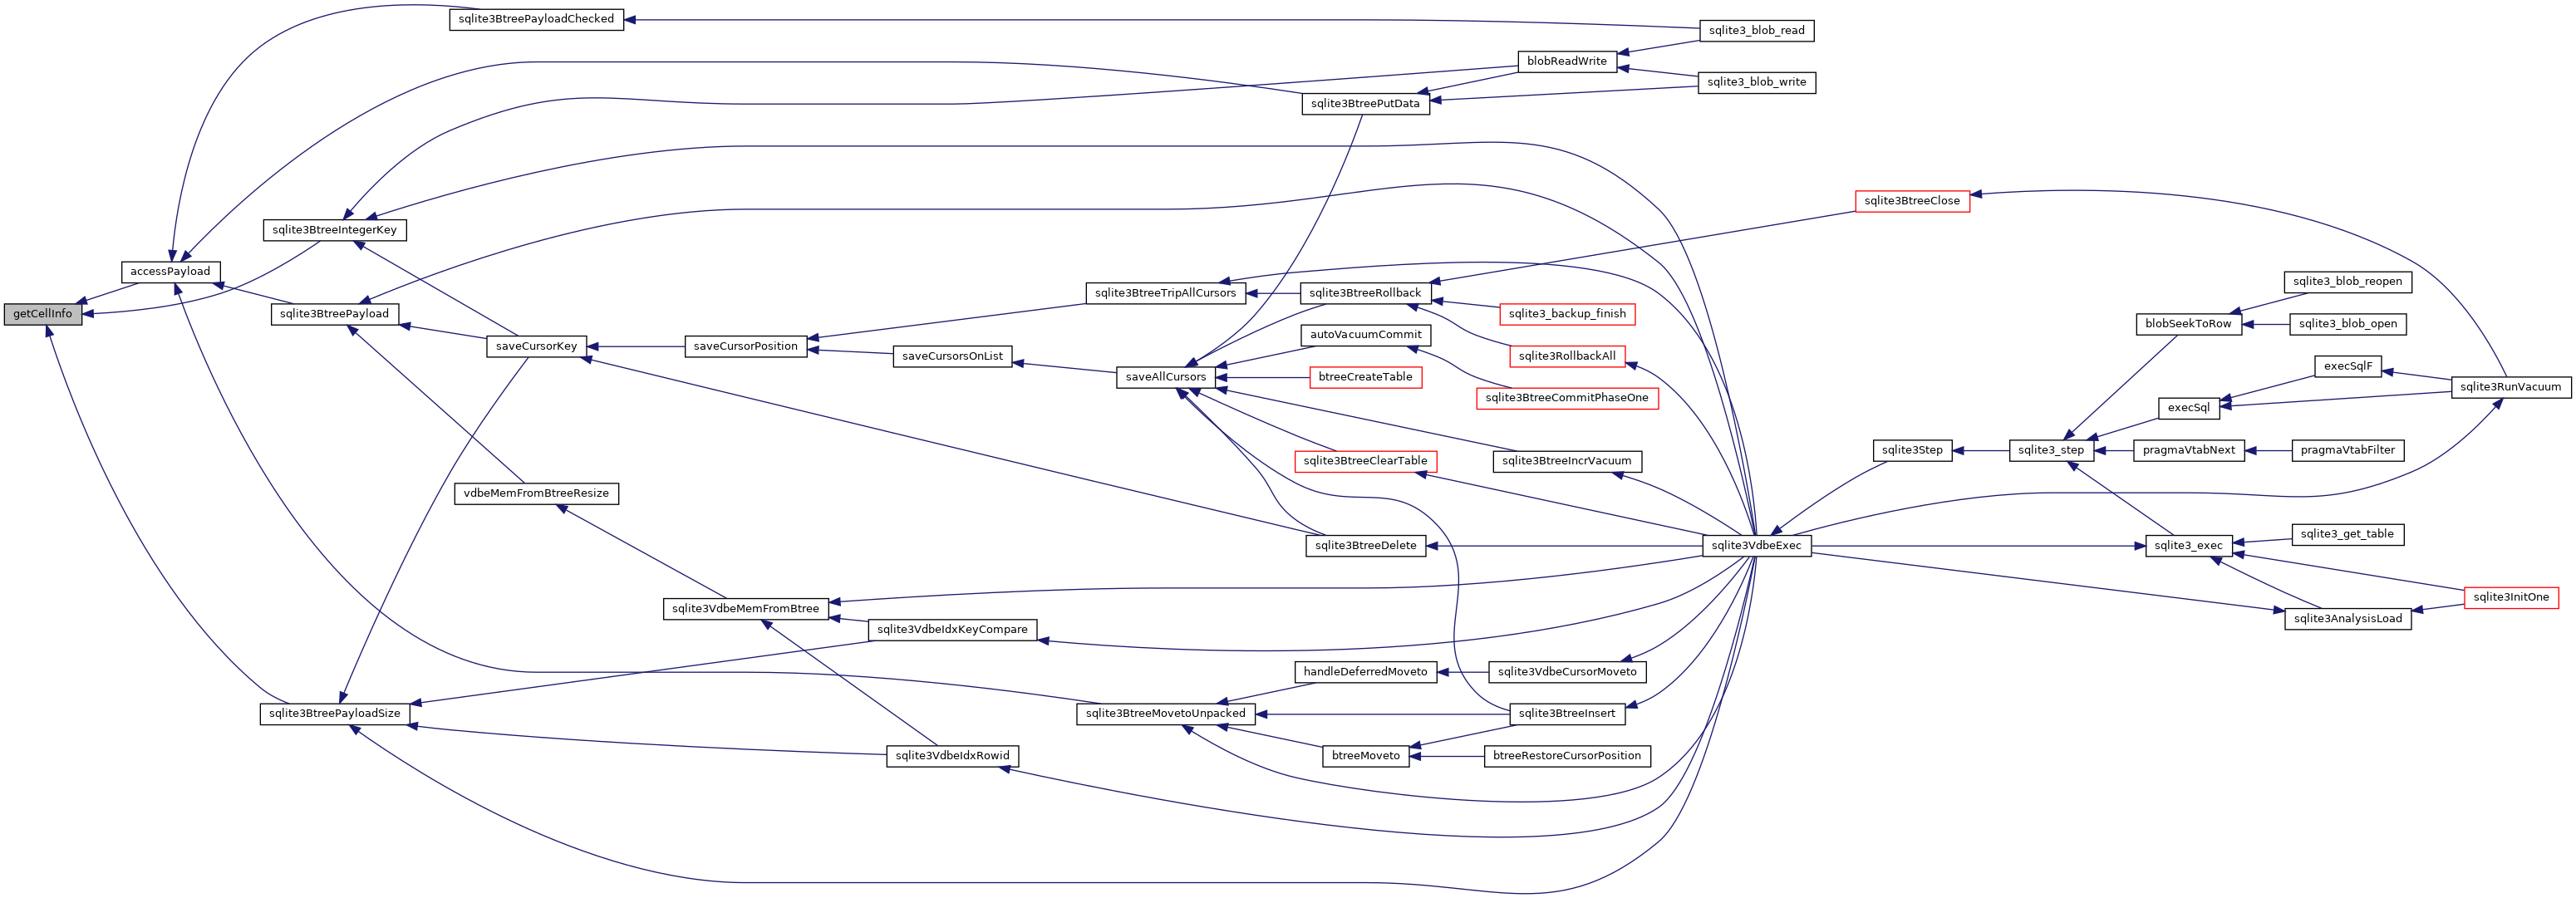 sqlite3BtreePayloadChecked
sqlite3_blob_read
blobReadWrite
sqlite3_blob_write
sqlite3BtreePutData
sqlite3BtreeClose
sqlite3BtreeIntegerKey
accessPayload
sqlite3_blob_reopen
sqlite3BtreeTripAllCursors
sqlite3BtreeRollback
getCellInfo
sqlite3BtreePayload
sqlite3_backup_finish
blobSeekToRow
sqlite3_blob_open
autoVacuumCommit
saveCursorKey
saveCursorPosition
saveCursorsOnList
sqlite3RollbackAll
execSqlF
saveAllCursors
btreeCreateTable
sqlite3RunVacuum
sqlite3BtreeCommitPhaseOne
execSql
sqlite3Step
sqlite3_step
pragmaVtabNext
pragmaVtabFilter
sqlite3BtreeClearTable
sqlite3BtreeIncrVacuum
vdbeMemFromBtreeResize
sqlite3_get_table
sqlite3BtreeDelete
sqlite3VdbeExec
sqlite3_exec
sqlite3InitOne
sqlite3VdbeMemFromBtree
sqlite3AnalysisLoad
sqlite3VdbeIdxKeyCompare
handleDeferredMoveto
sqlite3VdbeCursorMoveto
sqlite3BtreePayloadSize
sqlite3BtreeMovetoUnpacked
sqlite3BtreeInsert
sqlite3VdbeIdxRowid
btreeMoveto
btreeRestoreCursorPosition